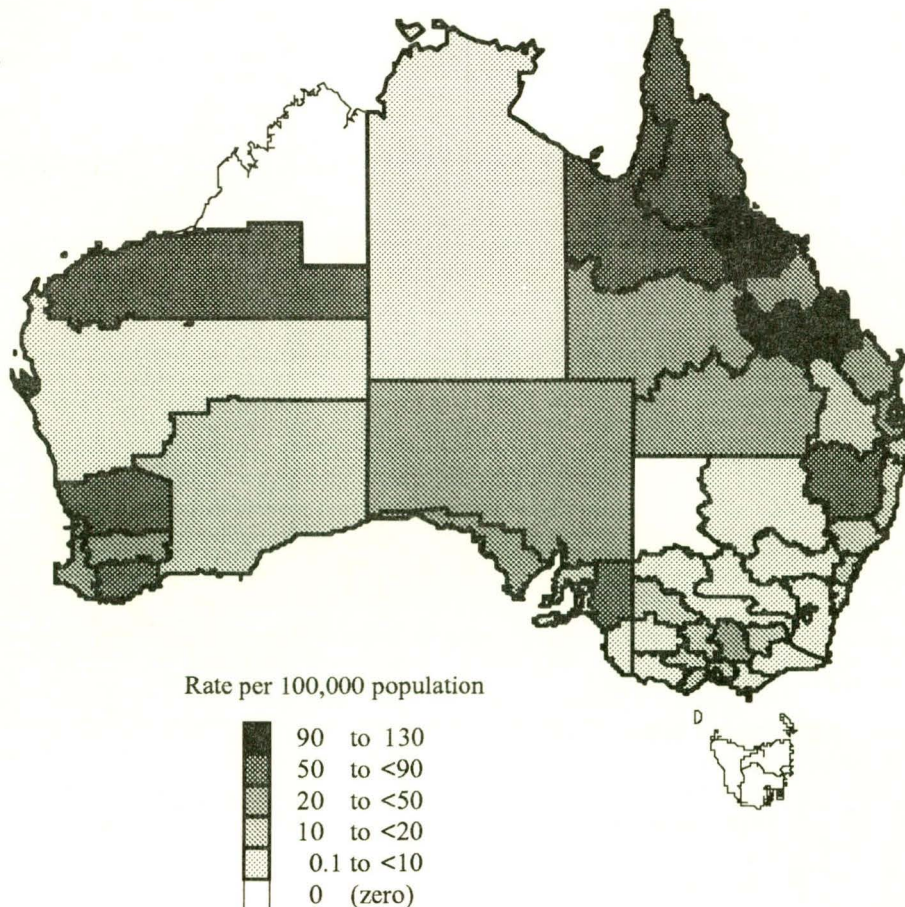 Rate per 100,000 population
90 to 130
50 to <90
20 to <50
10 to <20
0.1 to <10
0 (zero)